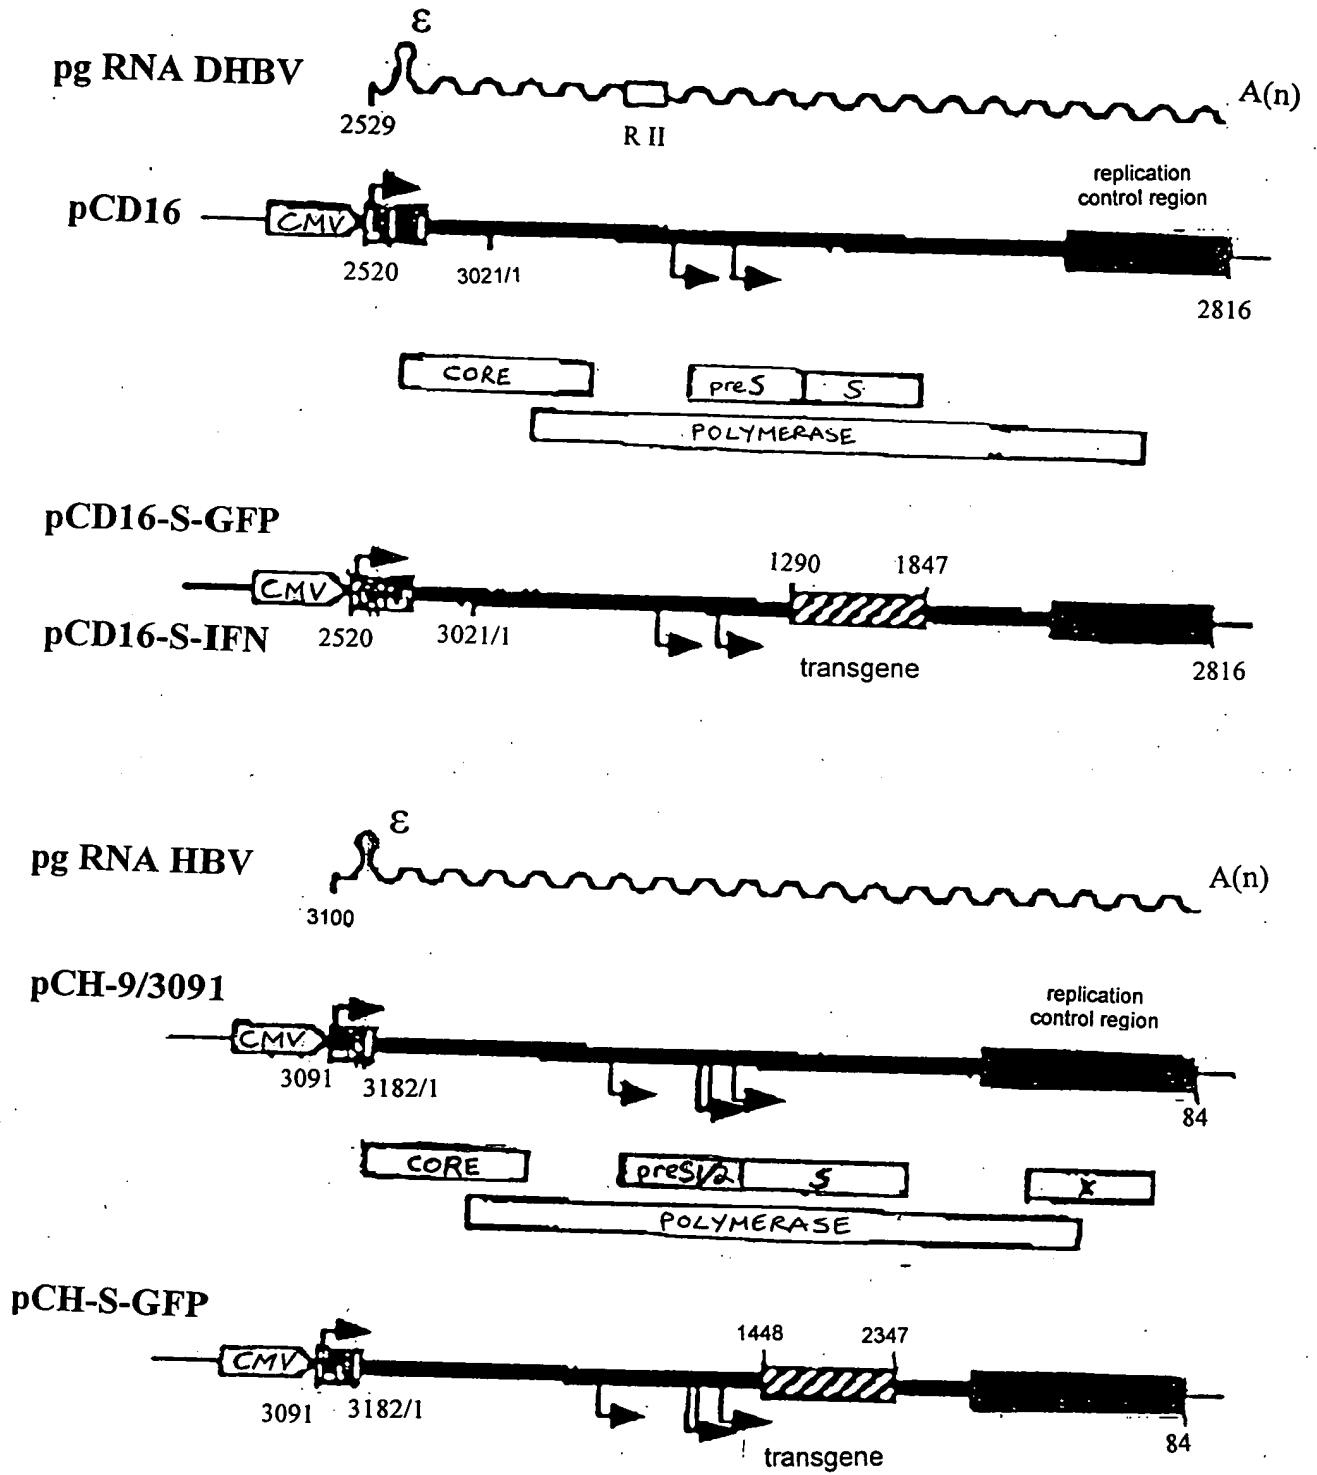 ε
pg RNA DHBV
A(n)
2529
R II
replication
control region
pCD16
CMV
2520
3021/1
2816
CORE
preS
S
POLYMERASE
pCD16-S-GFP
1290
1847
CMV
pCD16-S-IFN
2520
3021/1
transgene
2816
ε
pg RNA HBV
A(n)
3100
pCH-9/3091
replication
control region
CMV
3091
3182/1
84
CORE
preS1/2
S
X
POLYMERASE
pCH-S-GFP
1448
2347
CMV
3091
3182/1
84
transgene